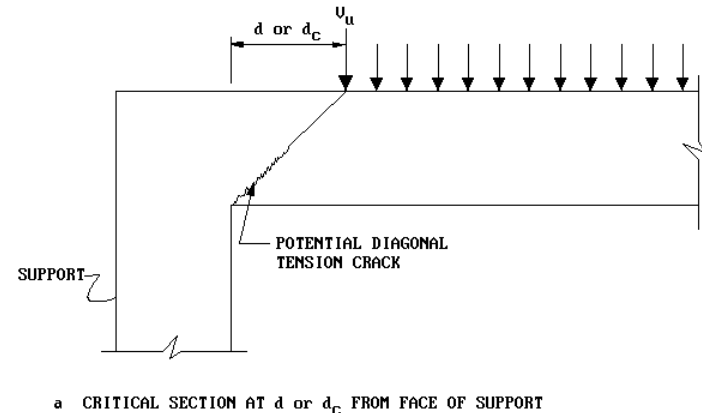 V_u
d or d_c
POTENTIAL DIAGONAL
TENSION CRACK
SUPPORT
a CRITICAL SECTION AT d or d_c FROM FACE OF SUPPORT